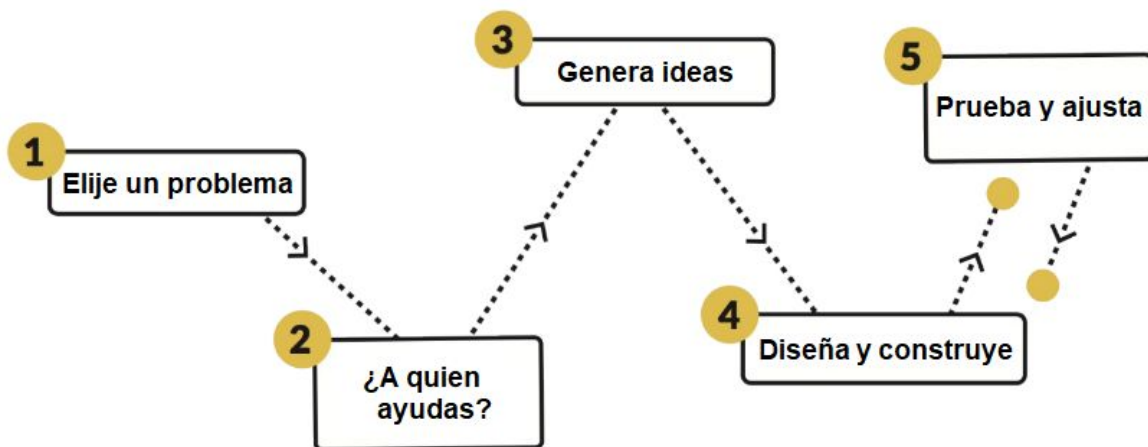 1
Elije un problema
2
¿A quien
ayudas?
3
Genera ideas
4
Diseña y construye
5
Prueba y ajusta